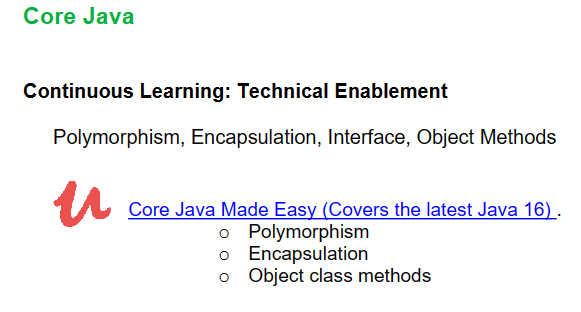 Core Java
Continuous Learning: Technical Enablement
Polymorphism, Encapsulation, Interface, Object Methods
u
Core Java Made Easy (Covers the latest Java 16) .
o Polymorphism
o Encapsulation
o Object class methods